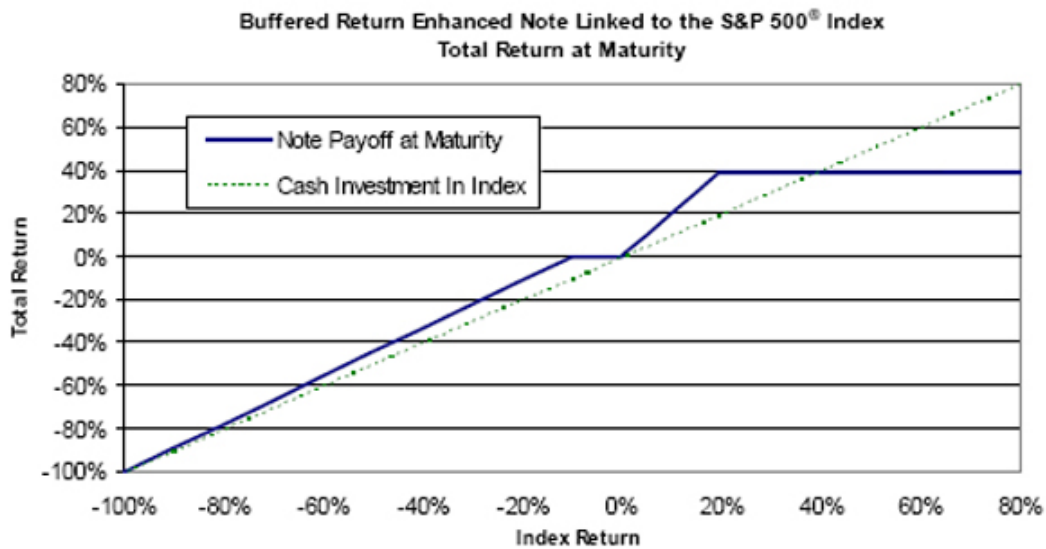 Buffered Return Enhanced Note Linked to the S&P 500® Index
Total Return at Maturity
80%
60%
40%
20%
0%
-20%
-40%
-60%
-80%
-100%
Note Payoff at Maturity
Cash Investment In Index
Total Return
-100% -80% -60% -40% -20% 0% 20% 40% 60% 80%
Index Return